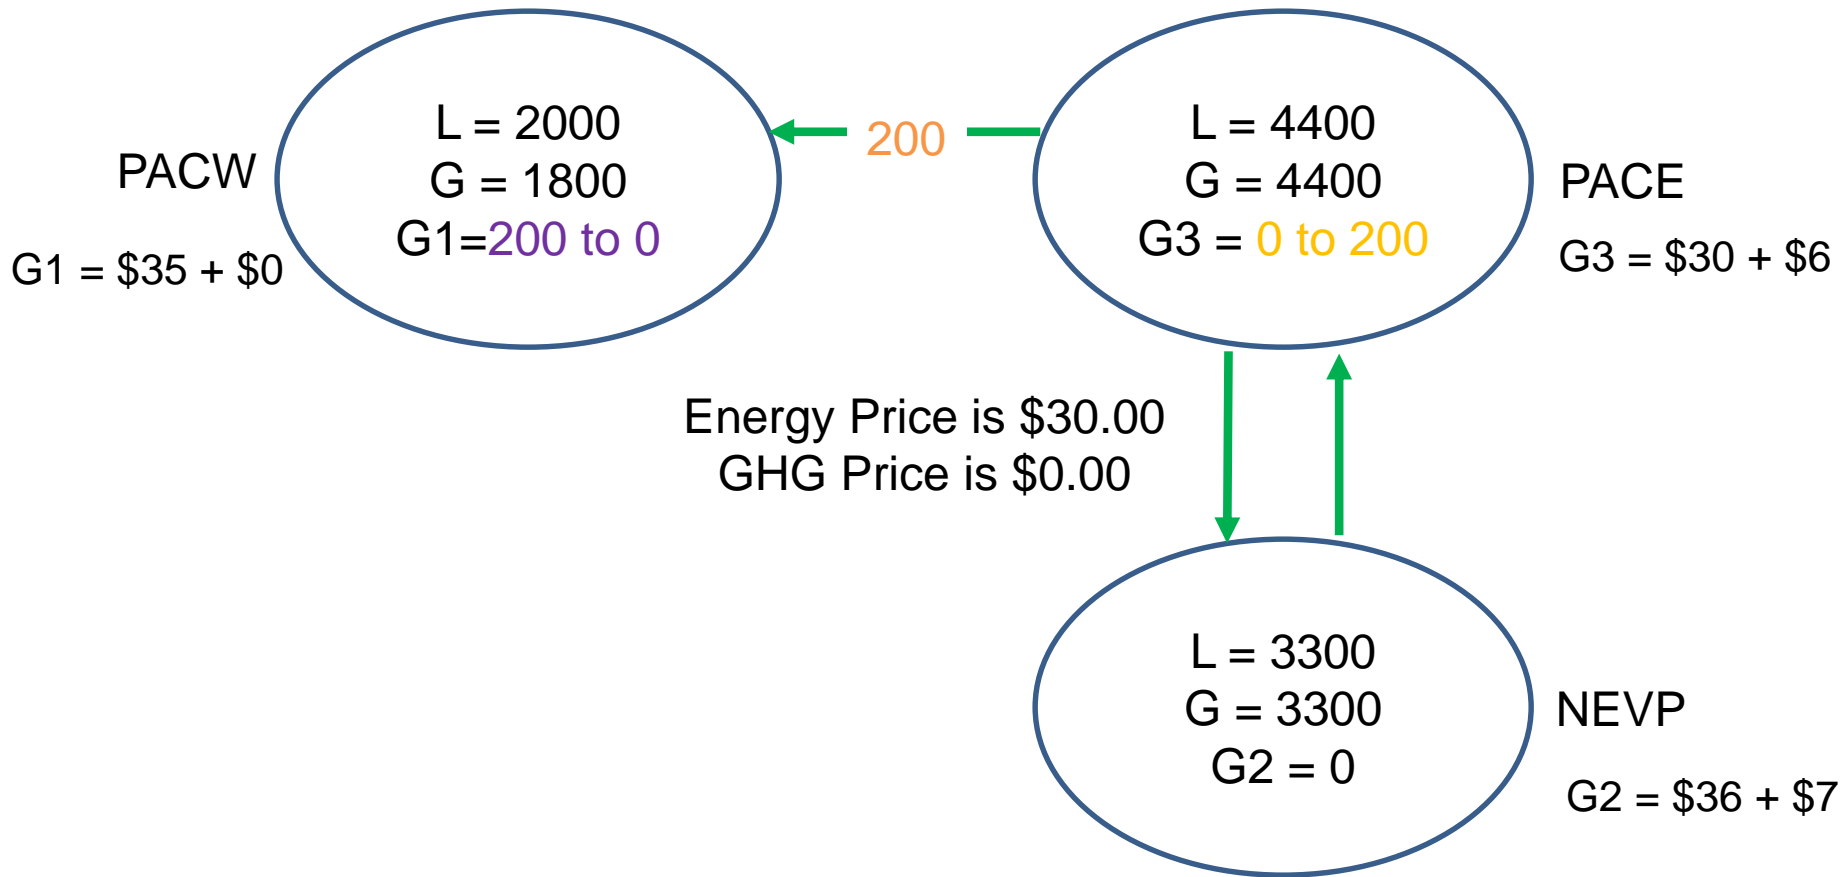 PACW
G1 = $35 + $0
L = 2000
G = 1800
G1=200 to 0
200
L = 4400
G = 4400
G3 = 0 to 200
PACE
G3 = $30 + $6
Energy Price is $30.00
GHG Price is $0.00
L = 3300
G = 3300
G2 = 0
NEVP
G2 = $36 + $7